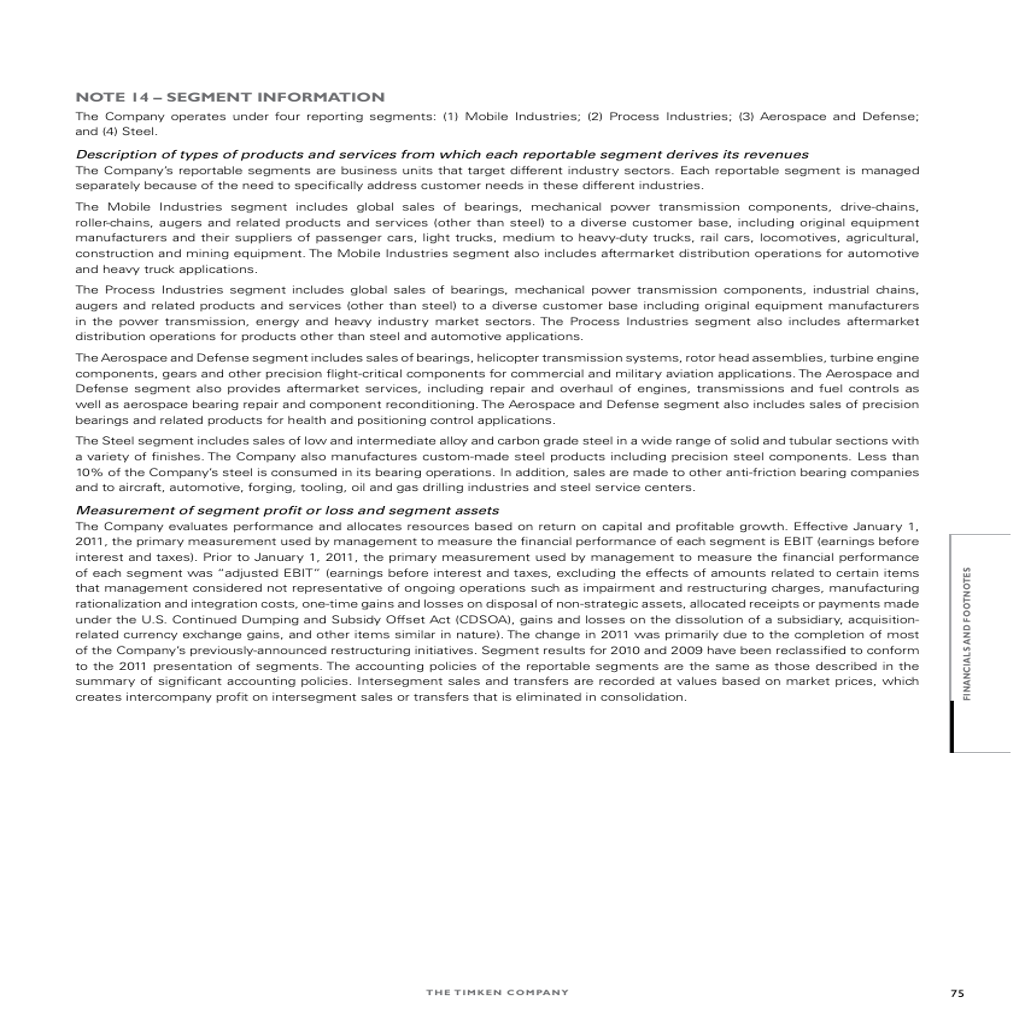 NOTE 14 – SEGMENT INFORMATION
The Company operates under four reporting segments: (1) Mobile Industries; (2) Process Industries; (3) Aerospace and Defense;
and (4) Steel.
Description of types of products and services from which each reportable segment derives its revenues
The Company's reportable segments are business units that target different industry sectors. Each reportable segment is managed
separately because of the need to specifically address customer needs in these different industries.
The Mobile Industries segment includes global sales of bearings, mechanical power transmission components, drive-chains,
roller-chains, augers and related products and services (other than steel) to a diverse customer base, including original equipment
manufacturers and their suppliers of passenger cars, light trucks, medium to heavy-duty trucks, rail cars, locomotives, agricultural,
construction and mining equipment. The Mobile Industries segment also includes aftermarket distribution operations for automotive
and heavy truck applications.
The Process Industries segment includes global sales of bearings, mechanical power transmission components, industrial chains,
augers and related products and services (other than steel) to a diverse customer base including original equipment manufacturers
in the power transmission, energy and heavy industry market sectors. The Process Industries segment also includes aftermarket
distribution operations for products other than steel and automotive applications.
The Aerospace and Defense segment includes sales of bearings, helicopter transmission systems, rotor head assemblies, turbine engine
components, gears and other precision flight-critical components for commercial and military aviation applications. The Aerospace and
Defense segment also provides aftermarket services, including repair and overhaul of engines, transmissions and fuel controls as
well as aerospace bearing repair and component reconditioning. The Aerospace and Defense segment also includes sales of precision
bearings and related products for health and positioning control applications.
The Steel segment includes sales of low and intermediate alloy and carbon grade steel in a wide range of solid and tubular sections with
a variety of finishes. The Company also manufactures custom-made steel products including precision steel components. Less than
10% of the Company's steel is consumed in its bearing operations. In addition, sales are made to other anti-friction bearing companies
and to aircraft, automotive, forging, tooling, oil and gas drilling industries and steel service centers.
Measurement of segment profit or loss and segment assets
The Company evaluates performance and allocates resources based on return on capital and profitable growth. Effective January 1,
2011, the primary measurement used by management to measure the financial performance of each segment is EBIT (earnings before
interest and taxes). Prior to January 1, 2011, the primary measurement used by management to measure the financial performance
of each segment was "adjusted EBIT" (earnings before interest and taxes, excluding the effects of amounts related to certain items
that management considered not representative of ongoing operations such as impairment and restructuring charges, manufacturing
rationalization and integration costs, one-time gains and losses on disposal of non-strategic assets, allocated receipts or payments made
under the U.S. Continued Dumping and Subsidy Offset Act (CDSOA), gains and losses on the dissolution of a subsidiary, acquisition-
related currency exchange gains, and other items similar in nature). The change in 2011 was primarily due to the completion of most
of the Company's previously-announced restructuring initiatives. Segment results for 2010 and 2009 have been reclassified to conform
to the 2011 presentation of segments. The accounting policies of the reportable segments are the same as those described in the
summary of significant accounting policies. Intersegment sales and transfers are recorded at values based on market prices, which
creates intercompany profit on intersegment sales or transfers that is eliminated in consolidation.
FINANCIALS AND FOOTNOTES
THE TIMKEN COMPANY
75